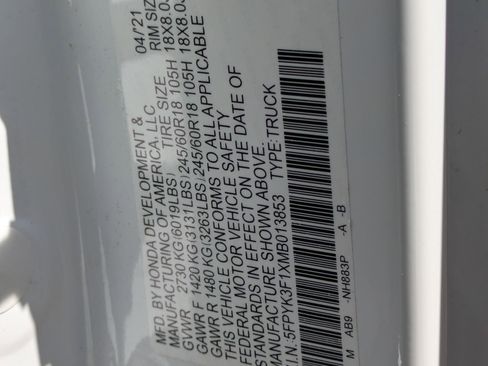 MFD. BY HONDA DEVELOPMENT & 04/'21
MANUFACTURING OF AMERICA, LLC
TIRE SIZE RIM SIZE
GVWR 2730 KG(6019LBS)
GAWR F 1420 KG(3131LBS) 245/60R18 105H 18X8.0J
GAWR R 1480 KG(3263LBS) 245/60R18 105H 18X8.0J
THIS VEHICLE CONFORMS TO ALL APPLICABLE
FEDERAL MOTOR VEHICLE SAFETY
STANDARDS IN EFFECT ON THE DATE OF
MANUFACTURE SHOWN ABOVE.
V.I.N.:5FPYK3F1XMB013853 TYPE:TRUCK
M AB9 -NH883P -A -B